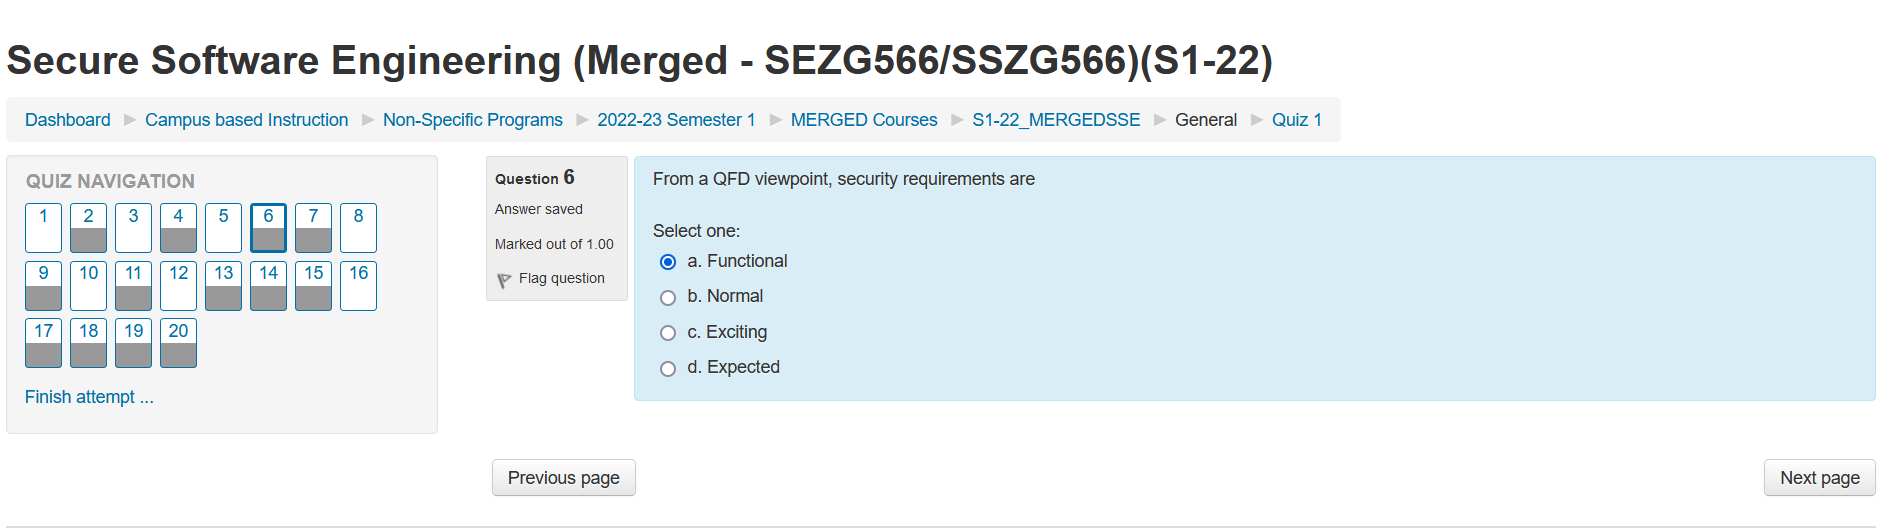 Secure Software Engineering (Merged - SEZG566/SSZG566)(S1-22)
Dashboard Campus based Instruction Non-Specific Programs 2022-23 Semester 1 MERGED Courses S1-22_MERGEDSSE General Quiz 1
QUIZ NAVIGATION
1 2 3 4 5 6 7 8
9 10 11 12 13 14 15 16
17 18 19 20
Finish attempt ...
Question 6
Answer saved
Marked out of 1.00
Flag question
From a QFD viewpoint, security requirements are
Select one:
a. Functional
b. Normal
c. Exciting
d. Expected
Previous page
Next page